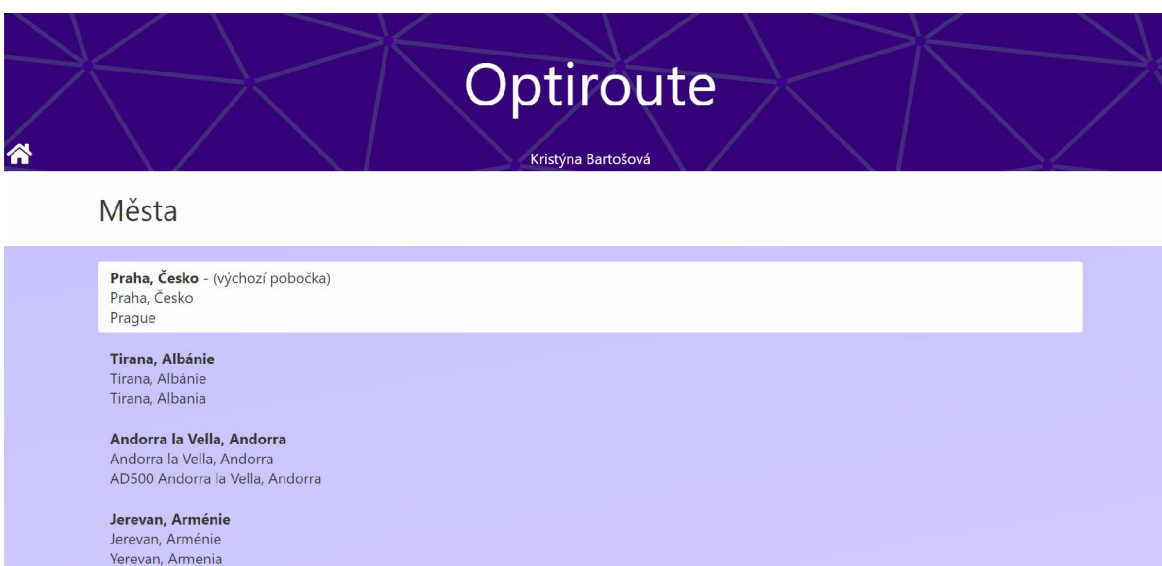 Optiroute
Kristýna Bartošová
Města
Praha, Česko - (výchozí pobočka)
Praha, Česko
Prague
Tirana, Albánie
Tirana, Albánie
Tirana, Albania
Andorra la Vella, Andorra
Andorra la Vella, Andorra
AD500 Andorra la Vella, Andorra
Jerevan, Arménie
Jerevan, Arménie
Yerevan, Armenia